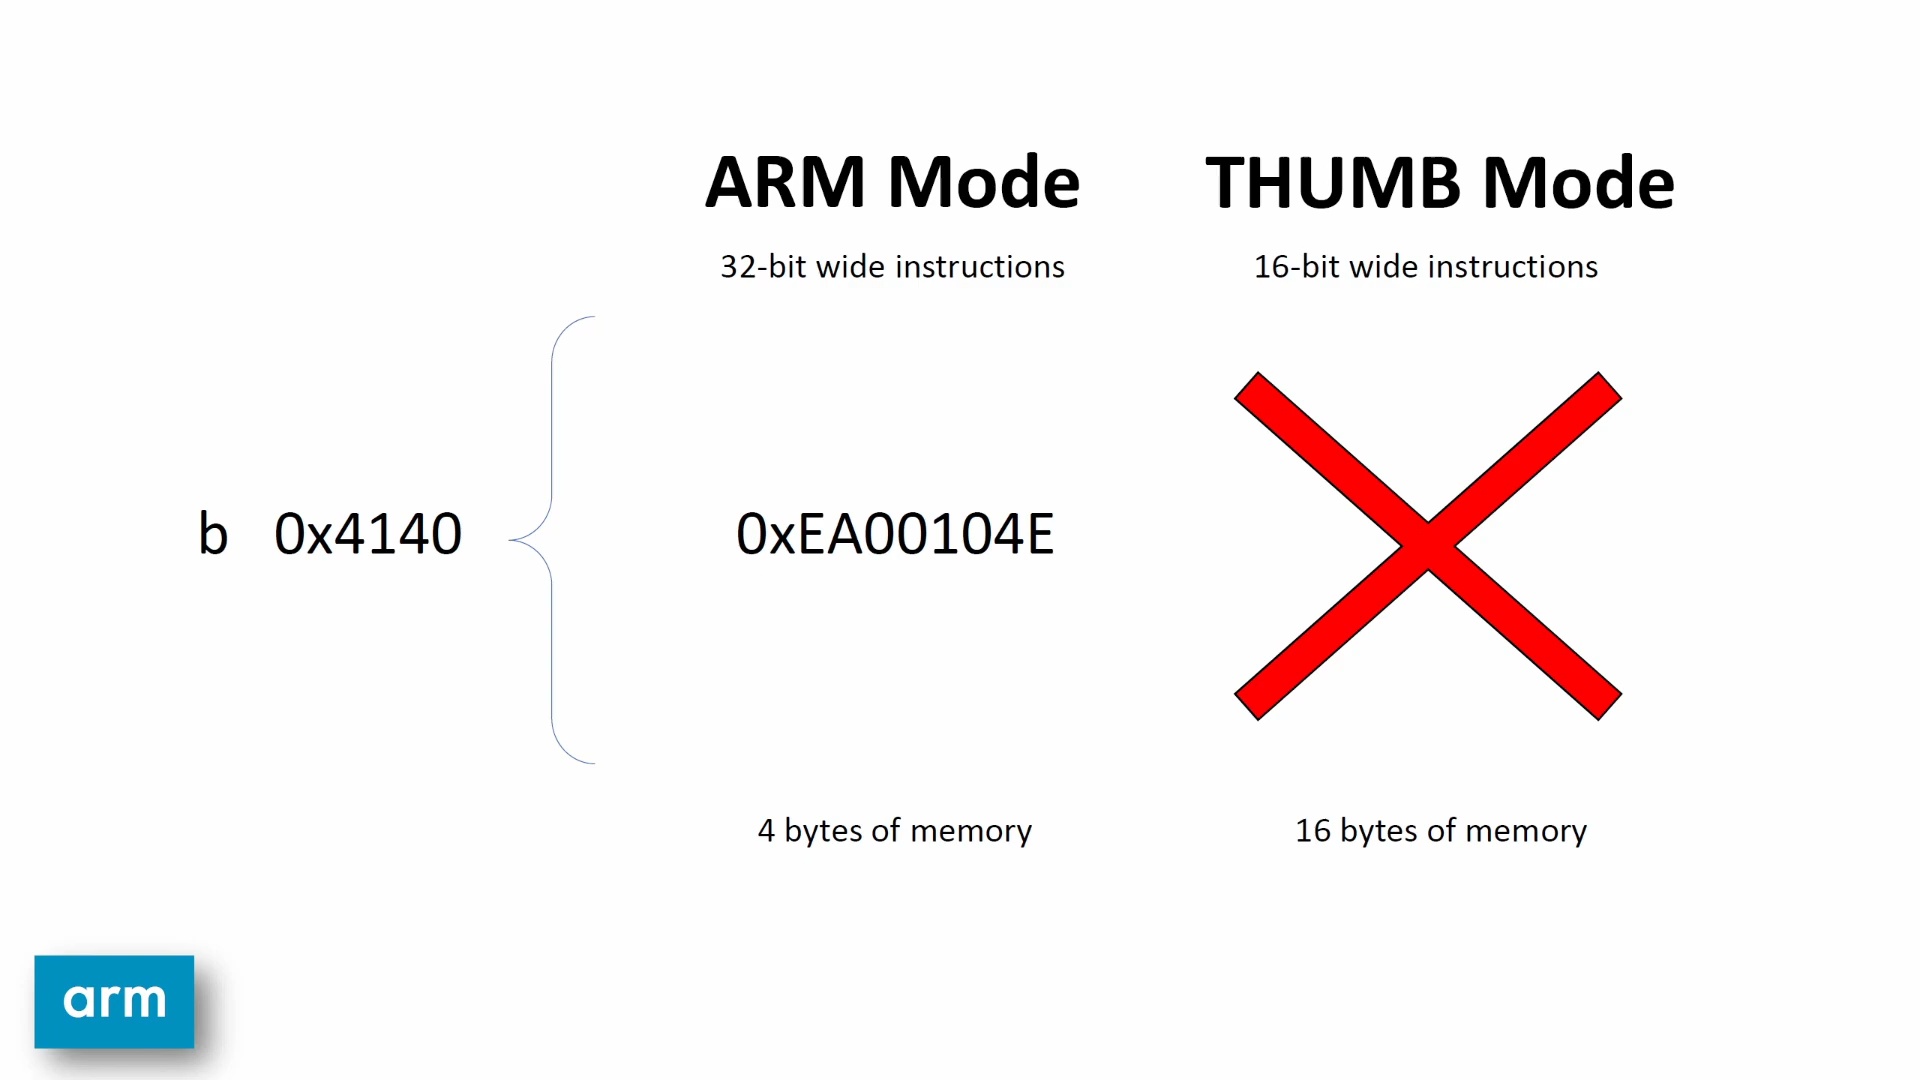 ARM Mode
THUMB Mode
32-bit wide instructions
16-bit wide instructions
b 0x4140
0xEA00104E
4 bytes of memory
16 bytes of memory
arm